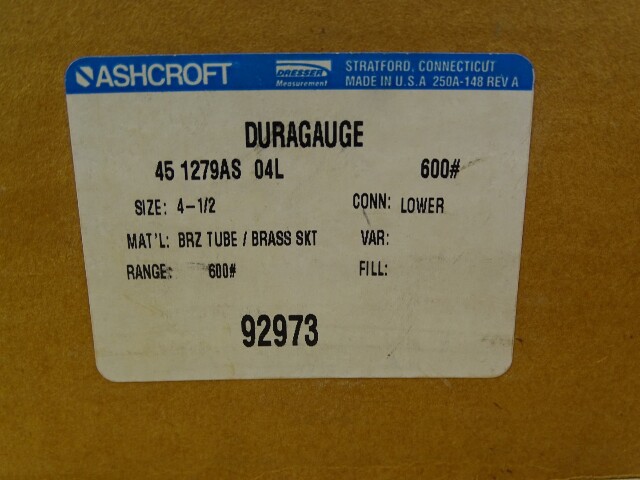 ASHCROFT DRESSER Measurement STRATFORD, CONNECTICUT
MADE IN U.S.A 250A-148 REV A
DURAGAUGE
45 1279AS 04L 600#
SIZE: 4-1/2 CONN: LOWER
MAT'L: BRZ TUBE / BRASS SKT VAR:
RANGE: 600# FILL:
92973